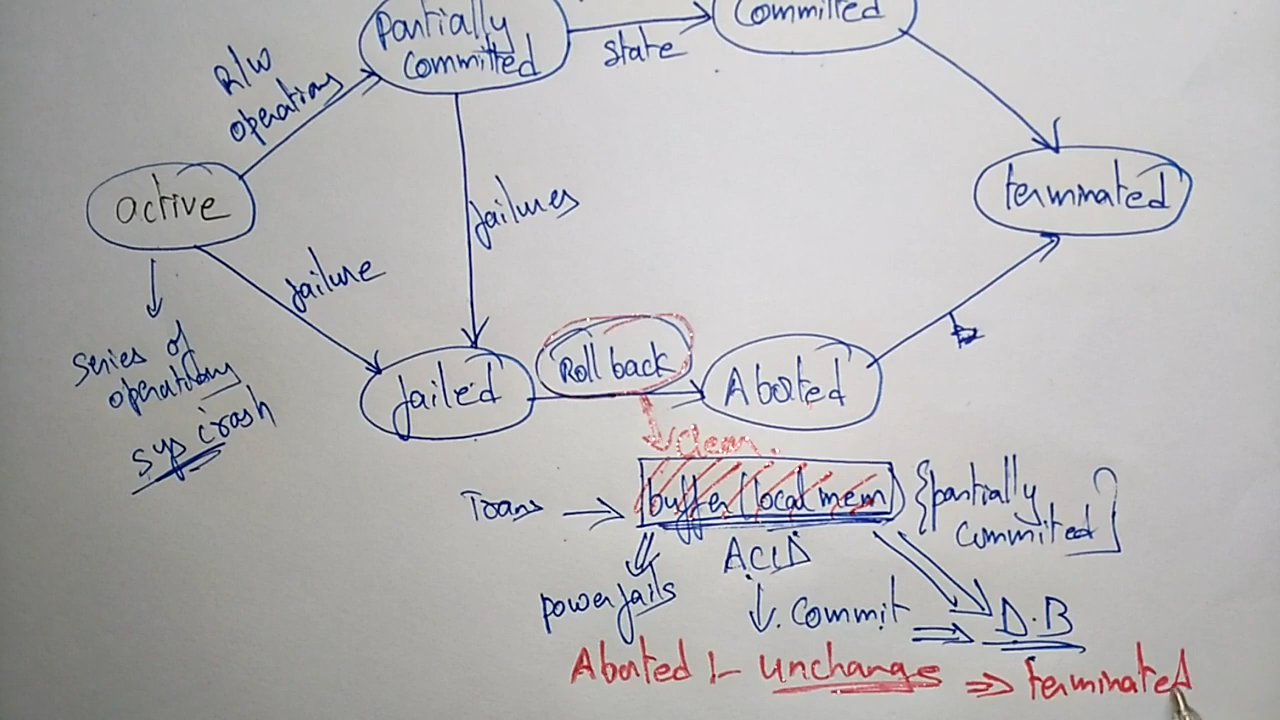 Partially
Committed
state
Committed
R/W
operations
active
terminated
failures
failure
series of
operations
sys crash
failed
Roll back
Aborted
clean.
Trans
buffer (local mem)
{partially
commited}
ACID
power fails
Commit
D.B
Aborted :- unchange => terminated